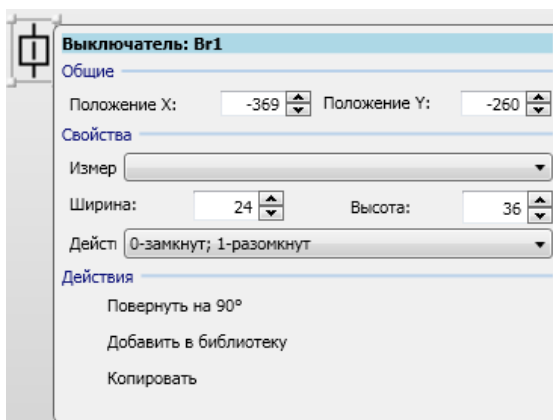 Выключатель: Br1
Общие
Положение X: -369 Положение Y: -260
Свойства
Измер
Ширина: 24 Высота: 36
Дейст 0-замкнут; 1-разомкнут
Действия
Повернуть на 90°
Добавить в библиотеку
Копировать